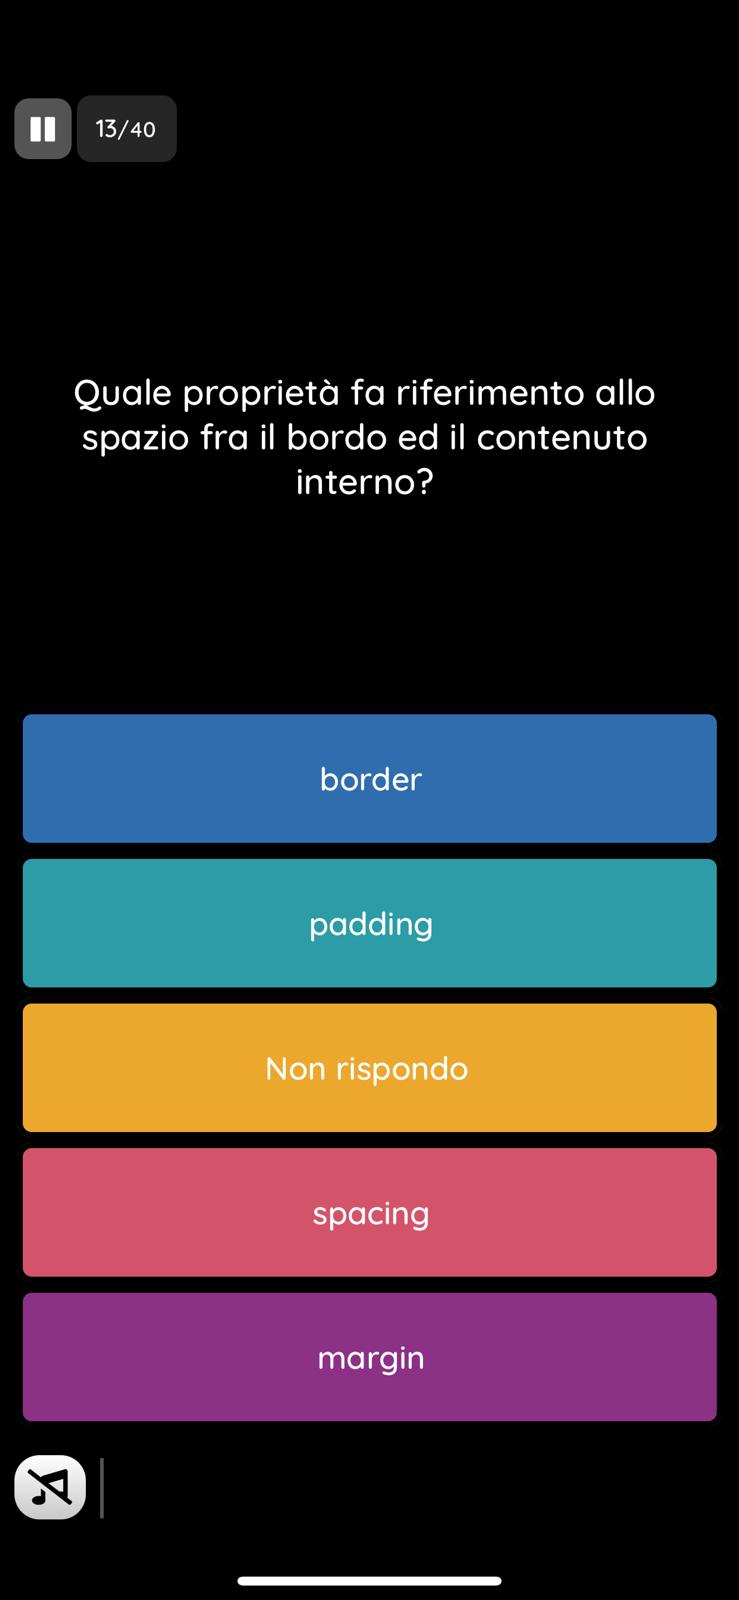 13/40
Quale proprietà fa riferimento allo
spazio fra il bordo ed il contenuto
interno?
border
padding
Non rispondo
spacing
margin